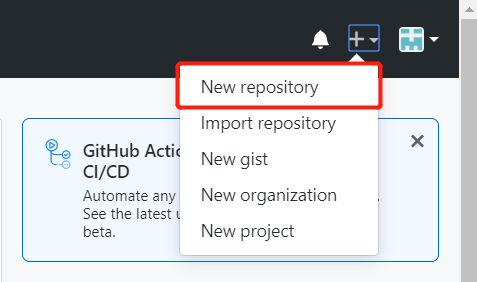 New repository
Import repository
New gist
New organization
New project
GitHub Actio
CI/CD
Automate any
See the latest u
beta.